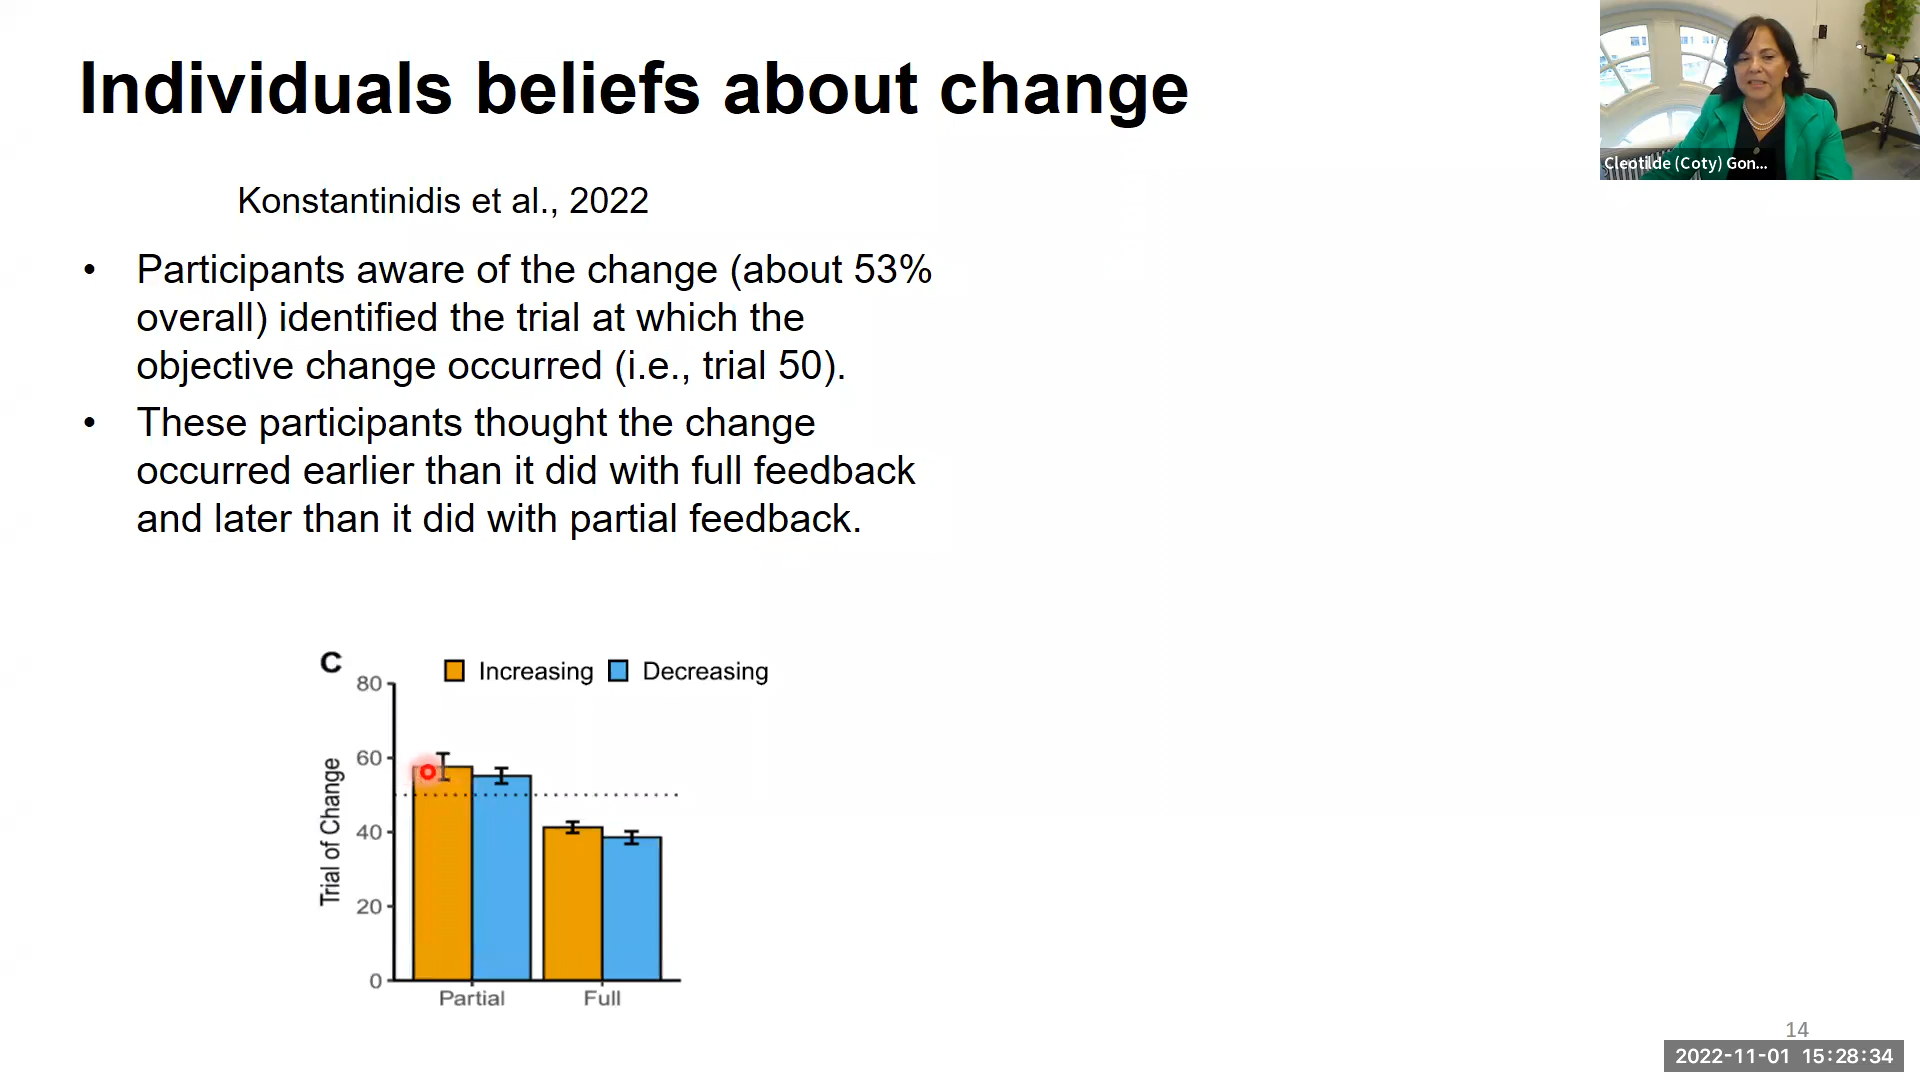 Individuals beliefs about change
Cleotilde (Coty) Gon...
Konstantinidis et al., 2022
• Participants aware of the change (about 53%
overall) identified the trial at which the
objective change occurred (i.e., trial 50).
• These participants thought the change
occurred earlier than it did with full feedback
and later than it did with partial feedback.
C
Increasing Decreasing
80
60
40
20
0
Trial of Change
Partial Full
14
2022-11-01 15:28:34